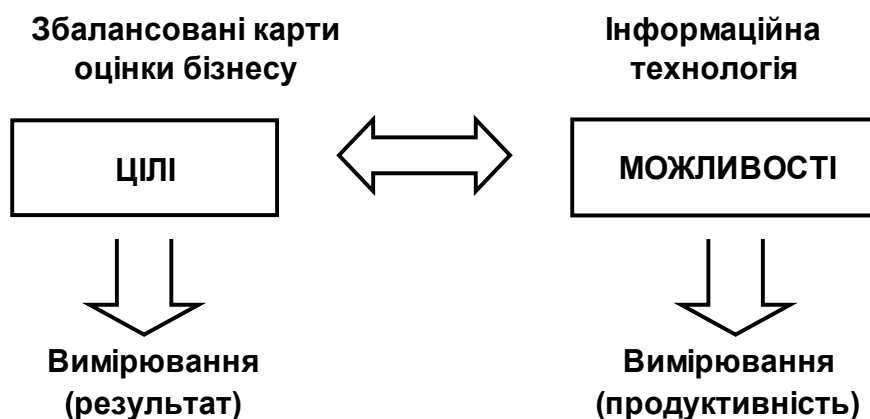 Збалансовані карти
оцінки бізнесу
Інформаційна
технологія
ЦІЛІ
МОЖЛИВОСТІ
Вимірювання
(результат)
Вимірювання
(продуктивність)